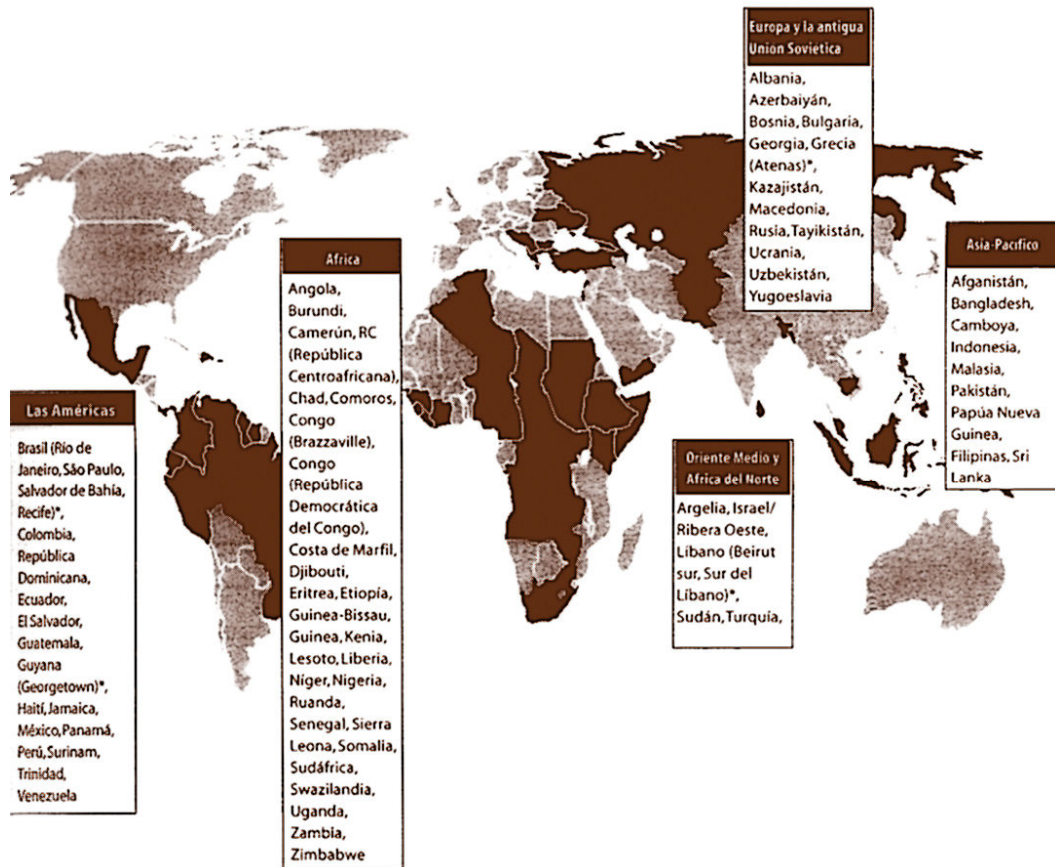 Europa y la antigua
Unión Sovietica
Albania,
Azerbaiyán,
Bosnia, Bulgaria,
Georgia, Grecia
(Atenas)*,
Kazajistán,
Macedonia,
Rusia, Tayikistán,
Ucrania,
Uzbekistán,
Yugoeslavia
Asia-Pacífico
Afganistán,
Bangladesh,
Camboya,
Indonesia,
Malasia,
Pakistán,
Papúa Nueva
Guinea,
Filipinas, Sri
Lanka
Africa
Angola,
Burundi,
Camerún, RC
(República
Centroafricana),
Chad, Comoros,
Congo
(Brazzaville),
Congo
(República
Democrática
del Congo),
Costa de Marfil,
Djibouti,
Eritrea, Etiopía,
Guinea-Bissau,
Guinea, Kenia,
Lesoto, Liberia,
Níger, Nigeria,
Ruanda,
Senegal, Sierra
Leona, Somalia,
Sudáfrica,
Swazilandia,
Uganda,
Zambia,
Zimbabwe
Las Américas
Brasil (Río de
Janeiro, São Paulo,
Salvador de Bahía,
Recife)*,
Colombia,
República
Dominicana,
Ecuador,
El Salvador,
Guatemala,
Guyana
(Georgetown)*,
Haití, Jamaica,
México, Panamá,
Perú, Surinam,
Trinidad,
Venezuela
Oriente Medio y
Africa del Norte
Argelia, Israel/
Ribera Oeste,
Líbano (Beirut
sur, Sur del
Líbano)*,
Sudán, Turquía,